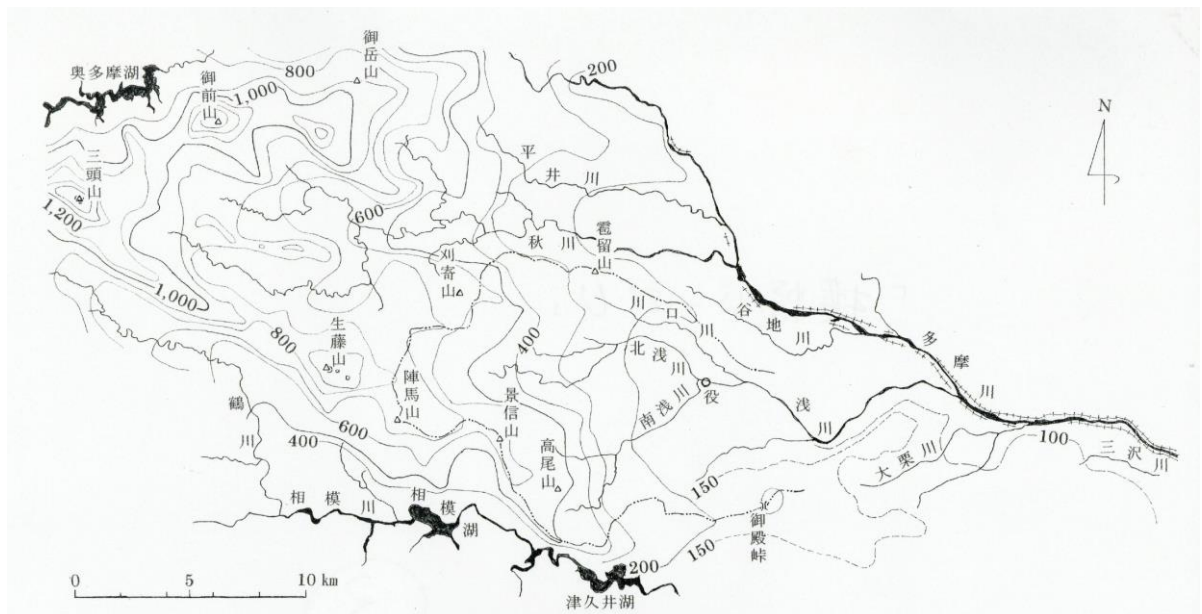 奥多摩湖
御前山
1,000
800
御岳山
200
N
三頭山
1,200
平井川
600
秋川
雹留山
刈寄山
1,000
谷地川
川口川
多摩川
生藤山
800
400
北浅川
役
浅川
南浅川
陣馬山
景信山
高尾山
鶴川
600
400
100
三沢川
大栗川
150
相模川
相模湖
御殿峠
150
200
津久井湖
0 5 10 km